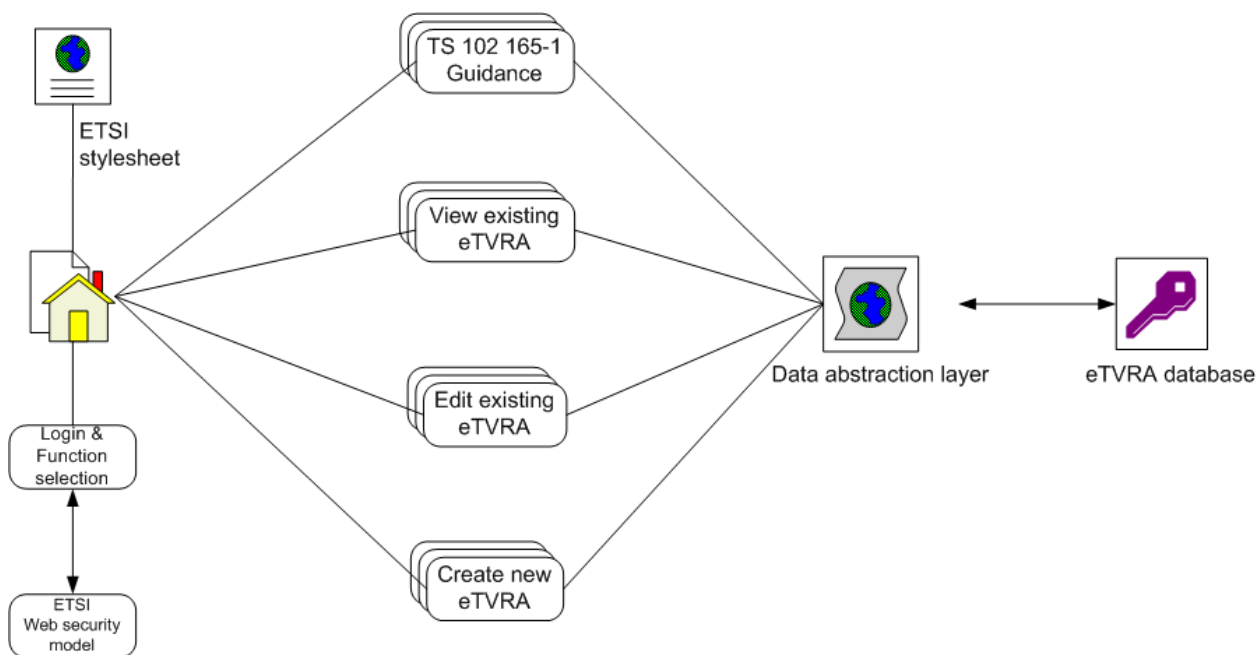 TS 102 165-1
Guidance
ETSI
stylesheet
View existing
eTVRA
Data abstraction layer
eTVRA database
Edit existing
eTVRA
Login &
Function
selection
Create new
eTVRA
ETSI
Web security
model